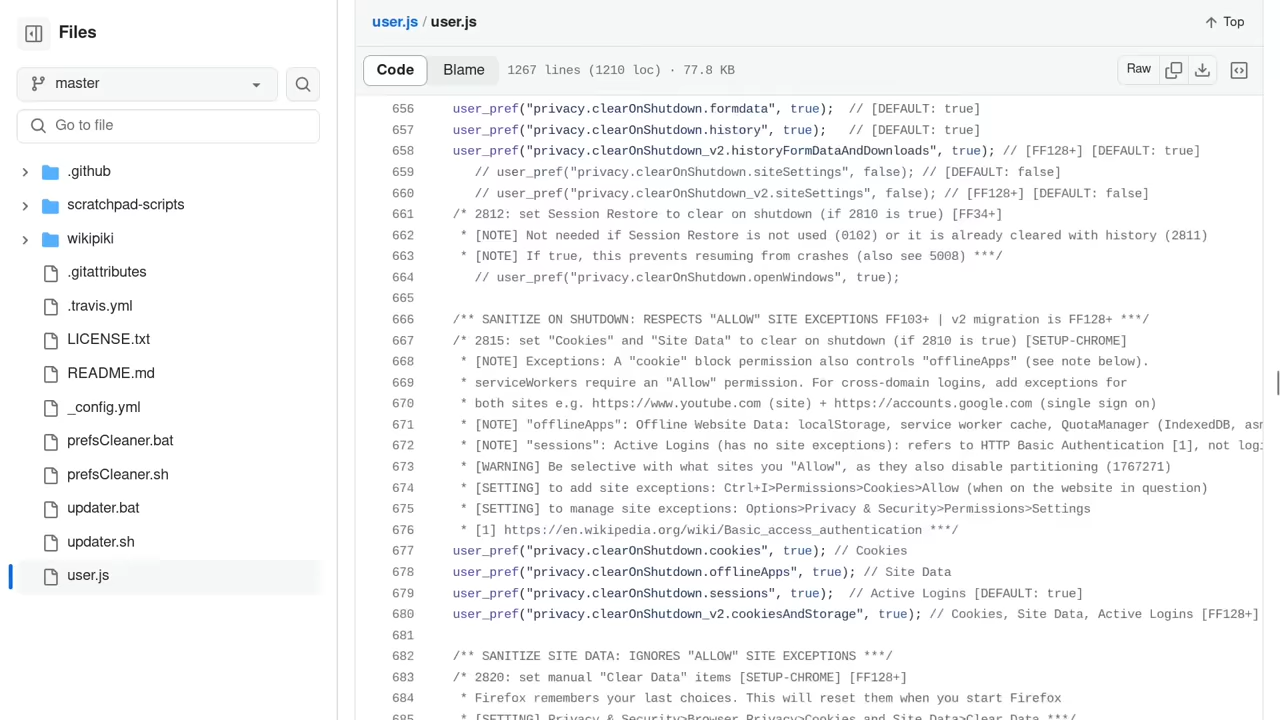 Files
master
Go to file
.github
scratchpad-scripts
wikipiki
.gitattributes
.travis.yml
LICENSE.txt
README.md
_config.yml
prefsCleaner.bat
prefsCleaner.sh
updater.bat
updater.sh
user.js
user.js / user.js
Top
Code Blame 1267 lines (1210 loc) · 77.8 KB
Raw
656 user_pref("privacy.clearOnShutdown.formdata", true); // [DEFAULT: true]
657 user_pref("privacy.clearOnShutdown.history", true); // [DEFAULT: true]
658 user_pref("privacy.clearOnShutdown_v2.historyFormDataAndDownloads", true); // [FF128+] [DEFAULT: true]
659 // user_pref("privacy.clearOnShutdown.siteSettings", false); // [DEFAULT: false]
660 // user_pref("privacy.clearOnShutdown_v2.siteSettings", false); // [FF128+] [DEFAULT: false]
661 /* 2812: set Session Restore to clear on shutdown (if 2810 is true) [FF34+]
662 * [NOTE] Not needed if Session Restore is not used (0102) or it is already cleared with history (2811)
663 * [NOTE] If true, this prevents resuming from crashes (also see 5008) ***/
664 // user_pref("privacy.clearOnShutdown.openWindows", true);
665
666 /** SANITIZE ON SHUTDOWN: RESPECTS "ALLOW" SITE EXCEPTIONS FF103+ | v2 migration is FF128+ ***/
667 /* 2815: set "Cookies" and "Site Data" to clear on shutdown (if 2810 is true) [SETUP-CHROME]
668 * [NOTE] Exceptions: A "cookie" block permission also controls "offlineApps" (see note below).
669 * serviceWorkers require an "Allow" permission. For cross-domain logins, add exceptions for
670 * both sites e.g. https://www.youtube.com (site) + https://accounts.google.com (single sign on)
671 * [NOTE] "offlineApps": Offline Website Data: localStorage, service worker cache, QuotaManager (IndexedDB, asm
672 * [NOTE] "sessions": Active Logins (has no site exceptions): refers to HTTP Basic Authentication [1], not logi
673 * [WARNING] Be selective with what sites you "Allow", as they also disable partitioning (1767271)
674 * [SETTING] to add site exceptions: Ctrl+I>Permissions>Cookies>Allow (when on the website in question)
675 * [SETTING] to manage site exceptions: Options>Privacy & Security>Permissions>Settings
676 * [1] https://en.wikipedia.org/wiki/Basic_access_authentication ***/
677 user_pref("privacy.clearOnShutdown.cookies", true); // Cookies
678 user_pref("privacy.clearOnShutdown.offlineApps", true); // Site Data
679 user_pref("privacy.clearOnShutdown.sessions", true); // Active Logins [DEFAULT: true]
680 user_pref("privacy.clearOnShutdown_v2.cookiesAndStorage", true); // Cookies, Site Data, Active Logins [FF128+]
681
682 /** SANITIZE SITE DATA: IGNORES "ALLOW" SITE EXCEPTIONS ***/
683 /* 2820: set manual "Clear Data" items [SETUP-CHROME] [FF128+]
684 * Firefox remembers your last choices. This will reset them when you start Firefox
685 * [SETTING] Privacy & Security>Browser Privacy>Cookies and Site Data>Clear Data ***/